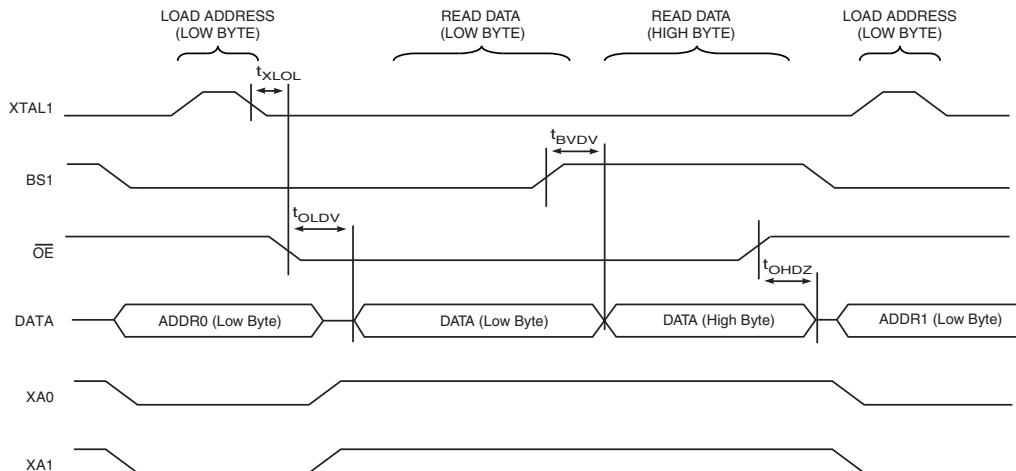 LOAD ADDRESS
(LOW BYTE)
READ DATA
(LOW BYTE)
READ DATA
(HIGH BYTE)
LOAD ADDRESS
(LOW BYTE)
tXLOL
XTAL1
tBVDV
BS1
tOLDV
OE
tOHDZ
DATA
ADDR0 (Low Byte)
DATA (Low Byte)
DATA (High Byte)
ADDR1 (Low Byte)
XA0
XA1